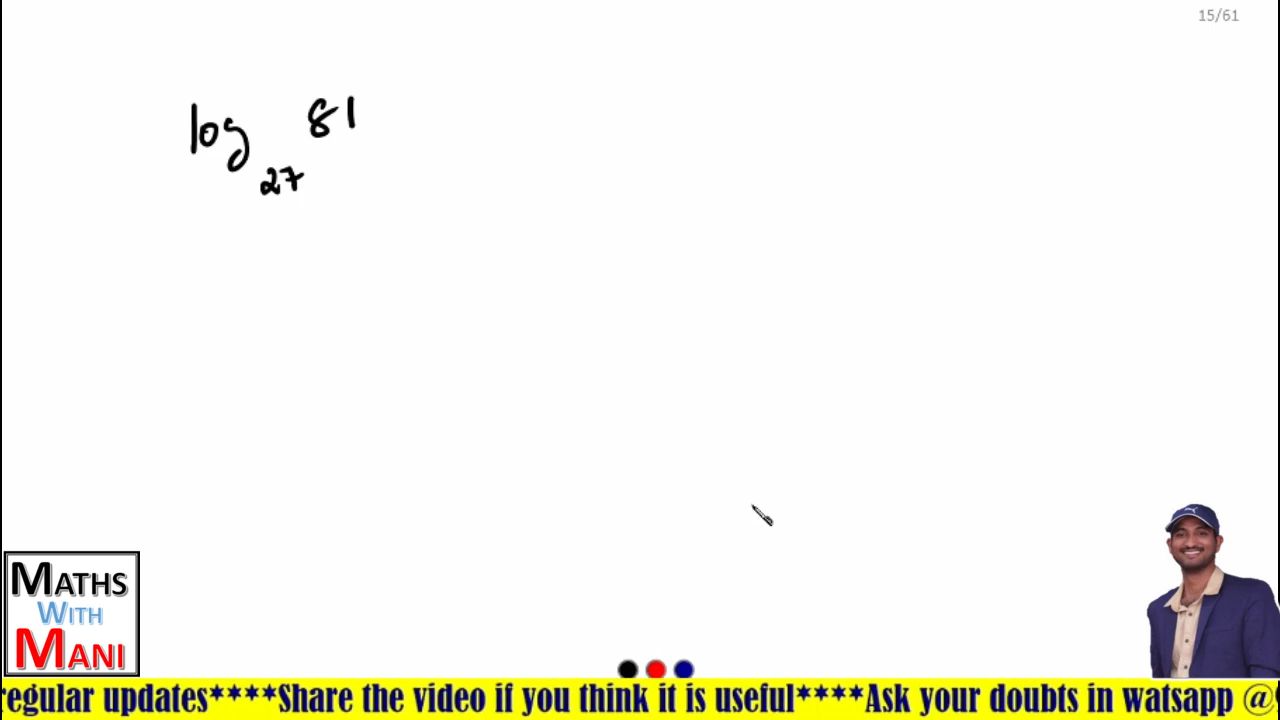 15/61
log₂₇ 81
MATHS
WITH
MANI
regular updates****Share the video if you think it is useful****Ask your doubts in watsapp @